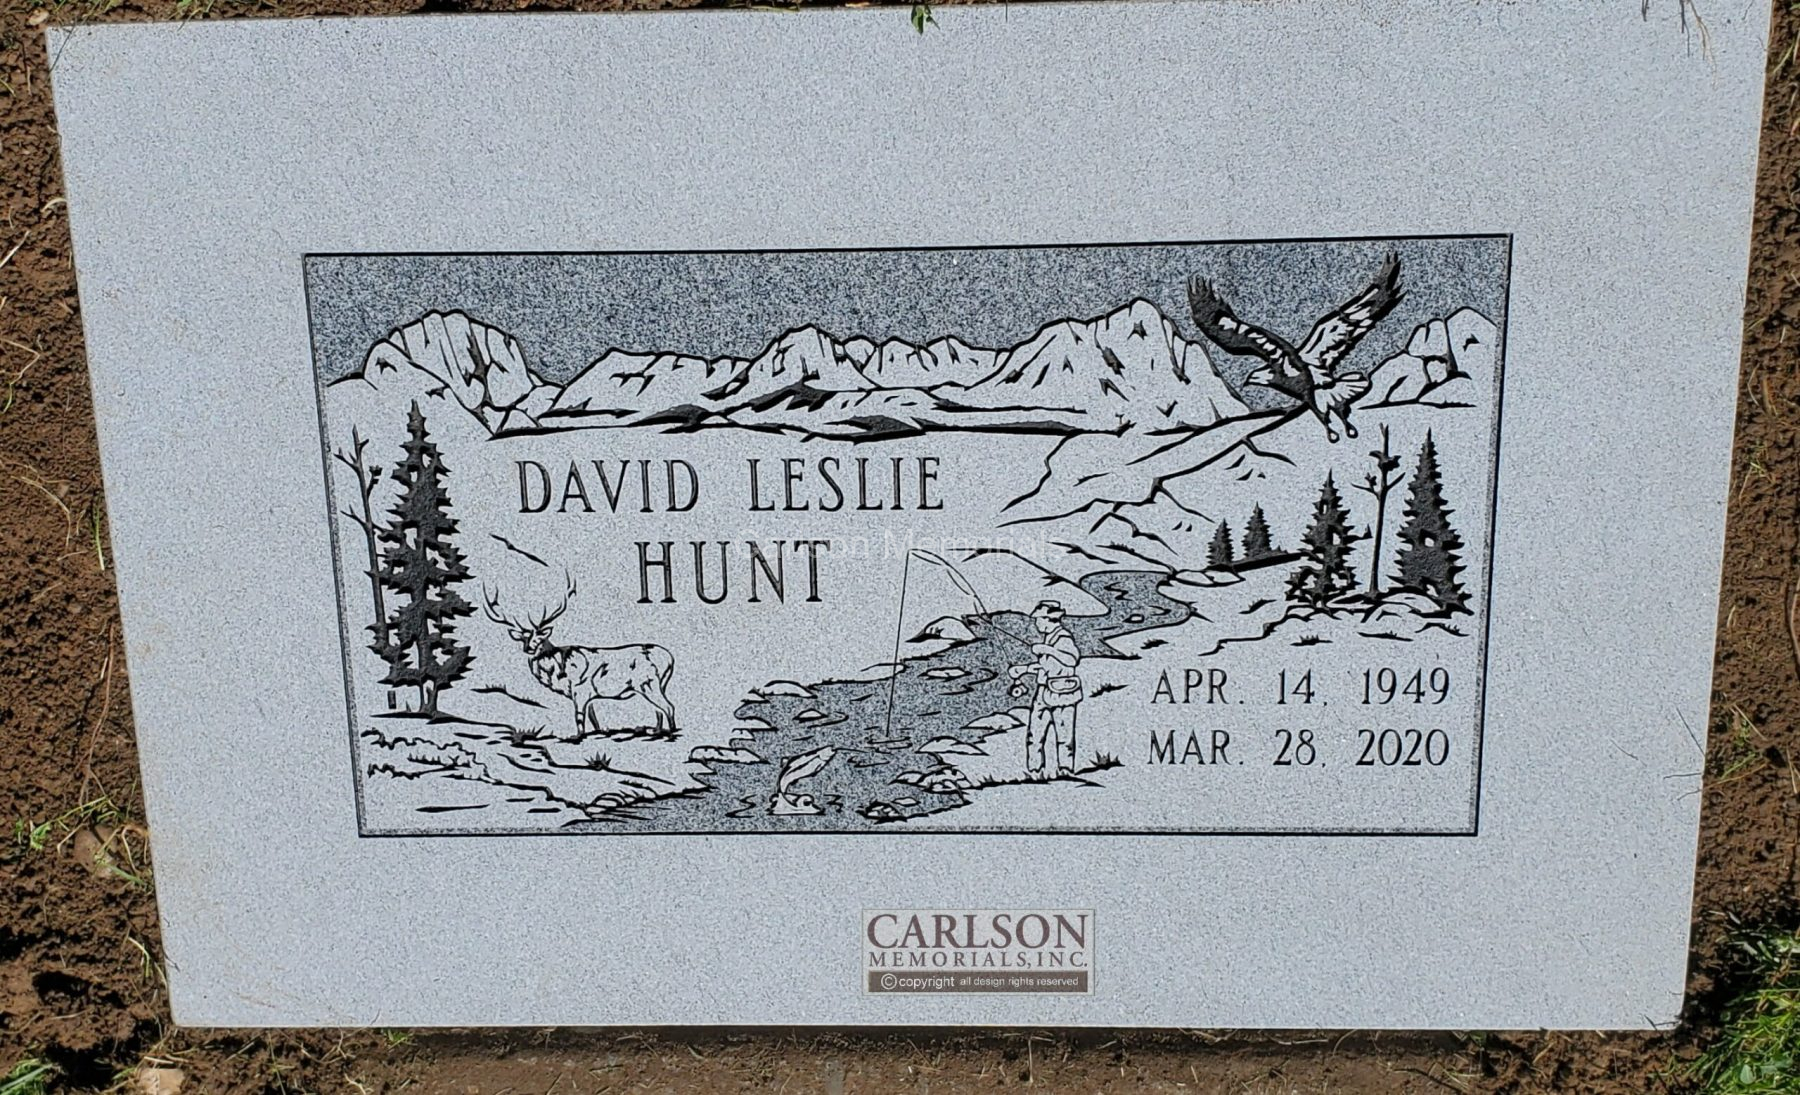 DAVID LESLIE
HUNT
APR. 14, 1949
MAR. 28, 2020
CARLSON
MEMORIALS, INC.
©copyright all design rights reserved